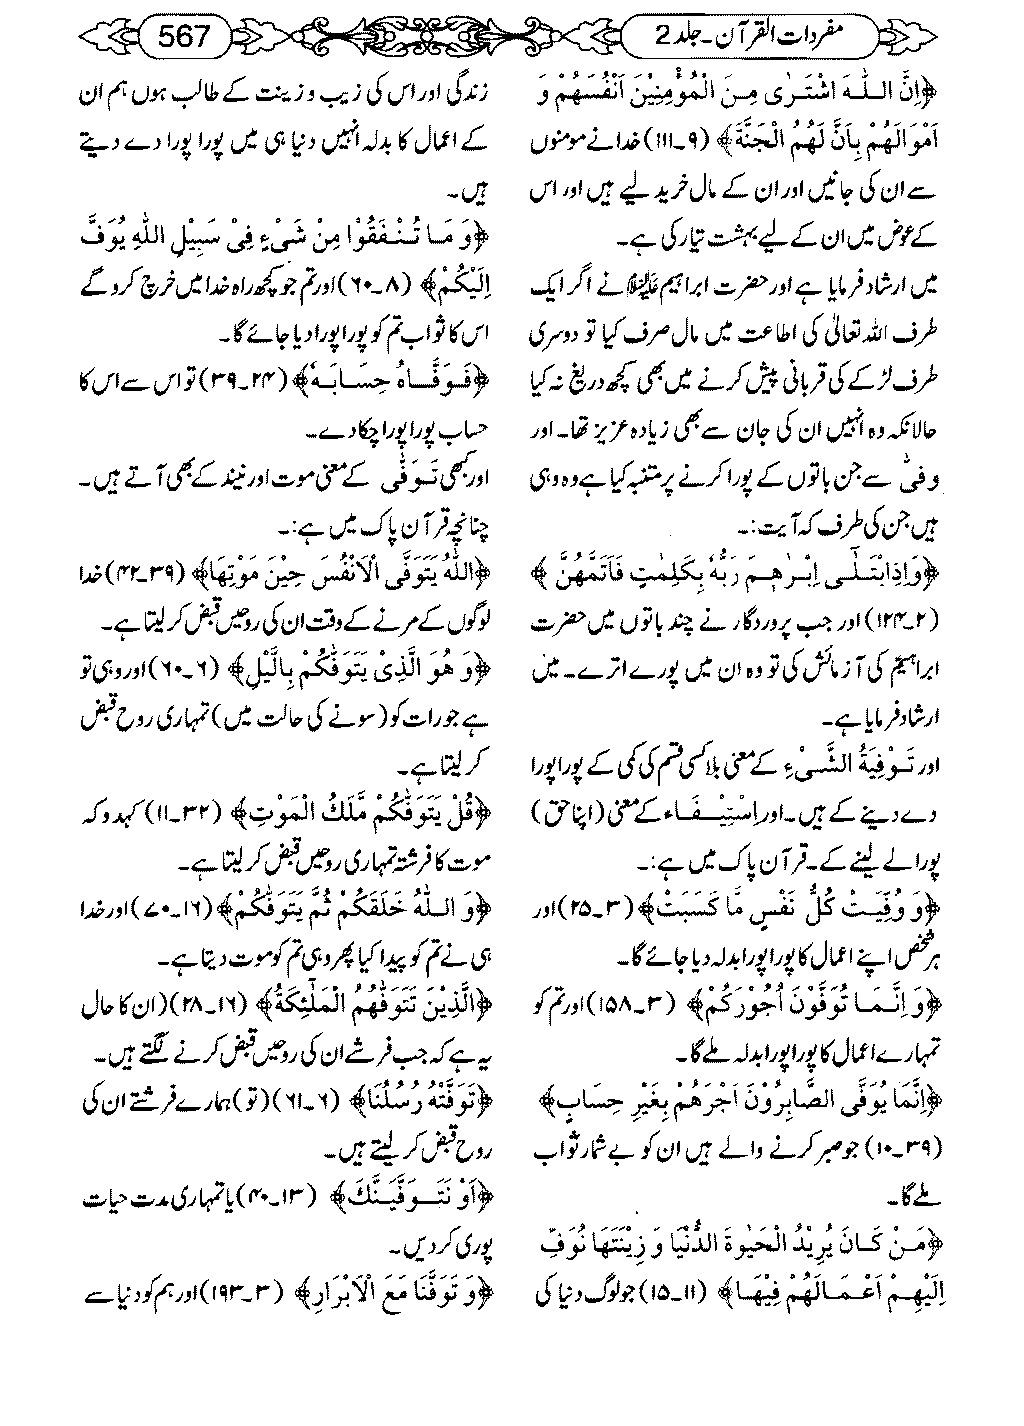 مفردات القرآن۔جلد 2
567
﴿اِنَّ اللّٰهَ اشْتَرٰى مِنَ الْمُؤْمِنِيْنَ اَنْفُسَهُمْ وَ
اَمْوَالَهُمْ بِاَنَّ لَهُمُ الْجَنَّةَ﴾ (۹۔۱۱۱) خدا نے مومنوں
سے ان کی جانیں اور ان کے مال خرید لیے ہیں اور اس
کے عوض میں ان کے لیے بہشت تیار کی ہے۔
میں ارشاد فرمایا ہے اور حضرت ابراہیم علیہ السلام نے اگر ایک
طرف اللہ تعالیٰ کی اطاعت میں مال صرف کیا تو دوسری
طرف لڑکے کی قربانی پیش کرنے میں بھی کچھ دریغ نہ کیا
حالانکہ وہ انہیں ان کی جان سے بھی زیادہ عزیز تھا۔ اور
وفیٰ سے جن باتوں کے پورا کرنے پر متنبہ کیا ہے وہ وہی
ہیں جن کی طرف کہ آیت:۔
﴿وَاِذِابْتَلٰٓى اِبْرٰهٖمَ رَبُّهٗ بِكَلِمٰتٍ فَاَتَمَّهُنَّ﴾
(۲۔۱۲۴) اور جب پروردگار نے چند باتوں میں حضرت
ابراہیمؑ کی آزمائش کی تو وہ ان میں پورے اترے۔ میں
ارشاد فرمایا ہے۔
اور تَوْفِيَةُ الشَّيْءِ کے معنی بلا کسی قسم کی کمی کے پورا پورا
دے دینے کے ہیں۔ اور اِسْتِيْفَاء کے معنی (اپنا حق)
پورا لے لینے کے۔ قرآن پاک میں ہے:۔
﴿وَ وُفِّيَتْ كُلُّ نَفْسٍ مَّا كَسَبَتْ﴾ (۳۔۲۵) اور
ہر شخص اپنے اعمال کا پورا پورا بدلہ دیا جائے گا۔
﴿وَ اِنَّمَا تُوَفَّوْنَ اُجُوْرَكُمْ﴾ (۳۔۱۵۸) اور تم کو
تمہارے اعمال کا پورا پورا بدلہ ملے گا۔
﴿اِنَّمَا يُوَفَّى الصَّابِرُوْنَ اَجْرَهُمْ بِغَيْرِ حِسَابٍ﴾
(۳۹۔۱۰) جو صبر کرنے والے ہیں ان کو بے شمار ثواب
ملے گا۔
﴿مَنْ كَانَ يُرِيْدُ الْحَيٰوةَ الدُّنْيَا وَ زِيْنَتَهَا نُوَفِّ
اِلَيْهِمْ اَعْمَالَهُمْ فِيْهَا﴾ (۱۱۔۱۵) جو لوگ دنیا کی
زندگی اور اس کی زیب و زینت کے طالب ہوں ہم ان
کے اعمال کا بدلہ انہیں دنیا ہی میں پورا پورا دے دیتے
ہیں۔
﴿وَ مَا تُنْفَقُوْا مِنْ شَيْءٍ فِيْ سَبِيْلِ اللّٰهِ يُوَفَّ
اِلَيْكُمْ﴾ (۸۔۶۰) اور تم جو کچھ راہ خدا میں خرچ کرو گے
اس کا ثواب تم کو پورا پورا دیا جائے گا۔
﴿فَوَفّٰاهُ حِسَابَهٗ﴾ (۲۴۔۳۹) تو اس سے اس کا
حساب پورا پورا چکا دے۔
اور کبھی تَوَفّٰى کے معنی موت اور نیند کے بھی آتے ہیں۔
چنانچہ قرآن پاک میں ہے:۔
﴿اَللّٰهُ يَتَوَفَّى الْاَنْفُسَ حِيْنَ مَوْتِهَا﴾ (۳۹۔۴۲) خدا
لوگوں کے مرنے کے وقت ان کی روحیں قبض کر لیتا ہے۔
﴿وَ هُوَ الَّذِيْ يَتَوَفّٰكُمْ بِالَّيْلِ﴾ (۶۔۶۰) اور وہی تو
ہے جو رات کو (سونے کی حالت میں) تمہاری روح قبض
کر لیتا ہے۔
﴿قُلْ يَتَوَفّٰكُمْ مَّلَكُ الْمَوْتِ﴾ (۳۲۔۱۱) کہدو کہ
موت کا فرشتہ تمہاری روحیں قبض کر لیتا ہے۔
﴿وَ اللّٰهُ خَلَقَكُمْ ثُمَّ يَتَوَفّٰكُمْ﴾ (۱۶۔۷۰) اور خدا
ہی نے تم کو پیدا کیا پھر وہی تم کو موت دیتا ہے۔
﴿الَّذِيْنَ تَتَوَفّٰهُمُ الْمَلٰٓئِكَةُ﴾ (۱۶۔۲۸) (ان کا حال
یہ ہے کہ جب فرشتے ان کی روحیں قبض کرنے لگتے ہیں۔
﴿تَوَفَّتْهُ رُسُلُنَا﴾ (۶۔۶۱) (تو) ہمارے فرشتے ان کی
روح قبض کر لیتے ہیں۔
﴿اَوْ نَتَوَفَّيَنَّكَ﴾ (۱۳۔۴۰) یا تمہاری مدت حیات
پوری کر دیں۔
﴿وَ تَوَفَّنَا مَعَ الْاَبْرَارِ﴾ (۳۔۱۹۳) اور ہم کو دنیا سے